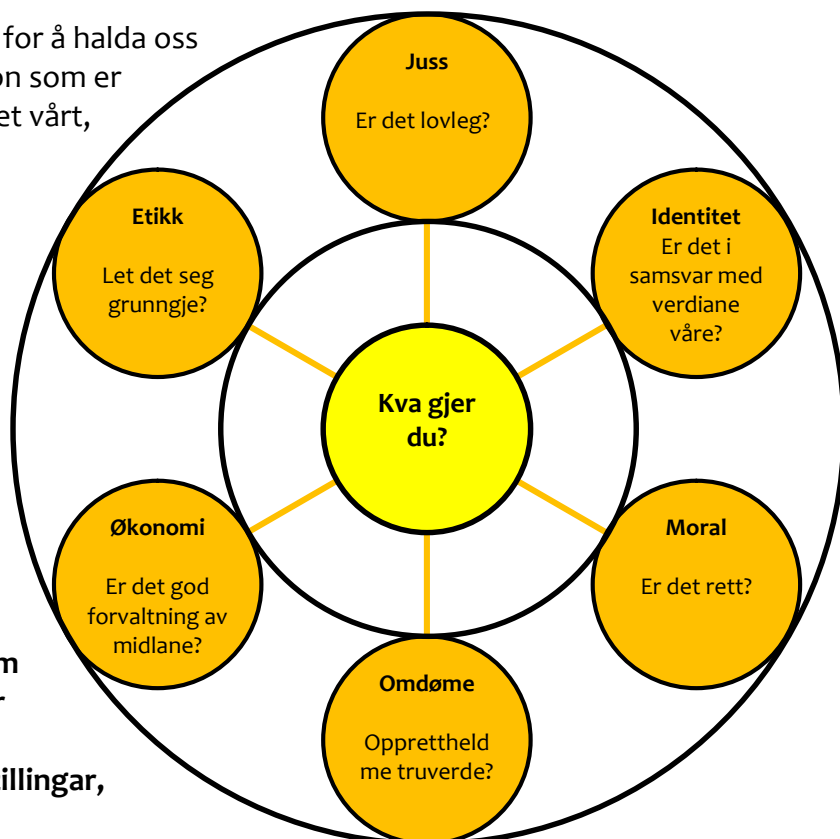 for å halda oss
on som er
et vårt,
Juss
Er det lovleg?
Etikk
Let det seg
grunngje?
Identitet
Er det i
samsvar med
verdiane
våre?
Kva gjer
du?
Økonomi
Er det god
forvaltning av
midlane?
Moral
Er det rett?
Omdøme
Opprettheld
me truverde?
m
r
tillingar,